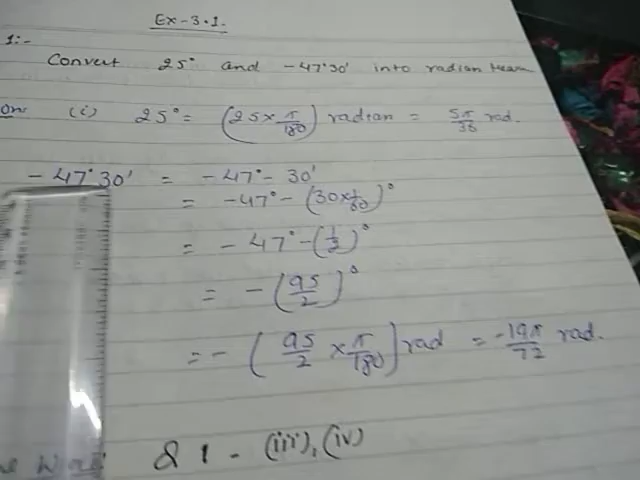 Ex-3.1.
1:-
Convert 25° and -47°30' into radian
(i) 25° = (25×π/180) radian = 5π/36 rad.
-47°30' = -47°-30'
= -47°-(30×1/60)°
= -47°-(1/2)°
= -(95/2)°
= -(95/2 × π/180) rad = -19π/72 rad.
Q 1 - (iii), (iv)